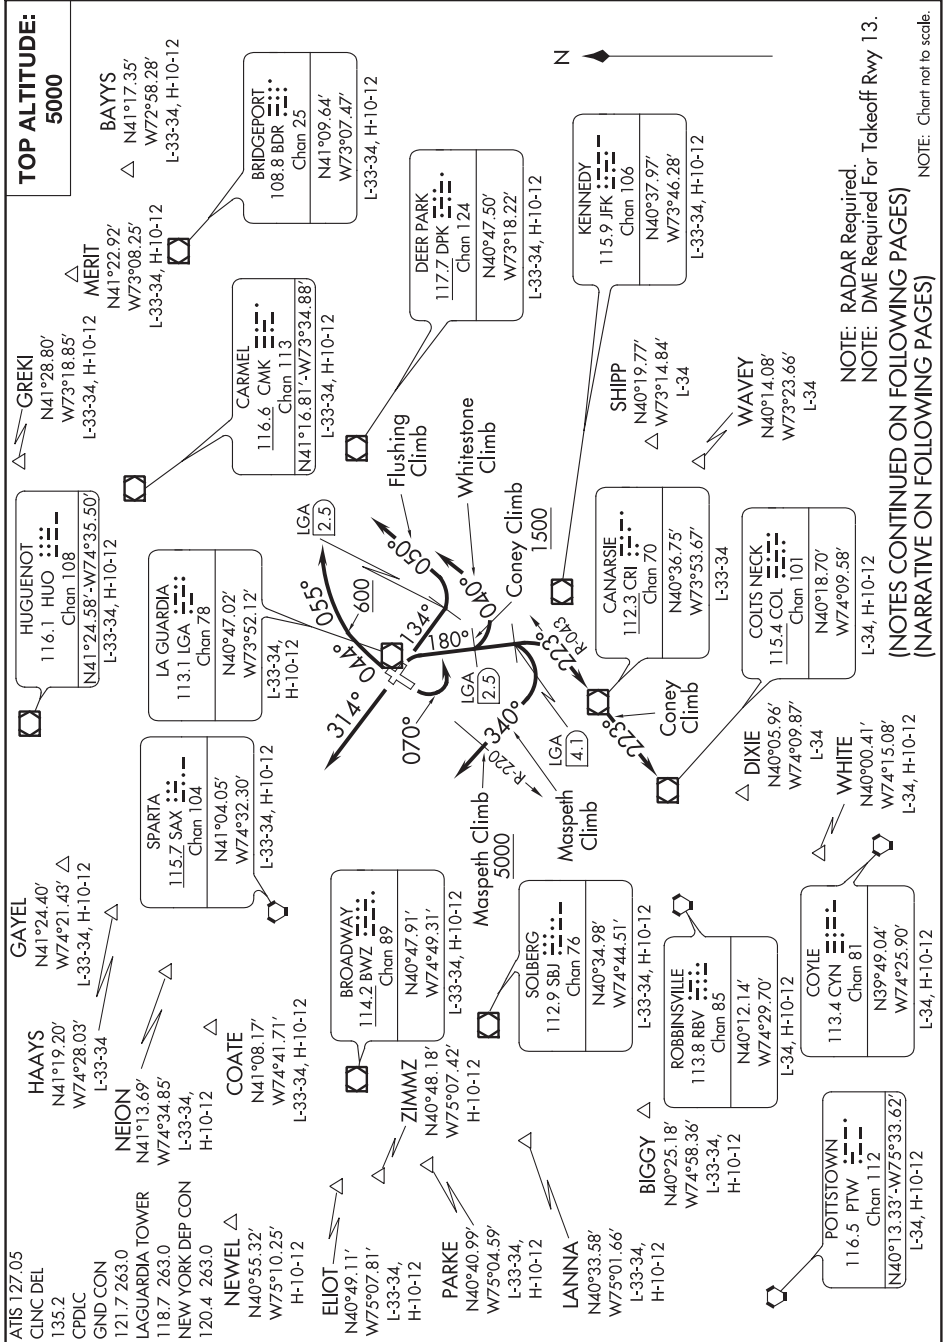 ATIS 127.05
CLNC DEL
135.2
CPDLC
GND CON
121.7 263.0
LAGUARDIA TOWER
118.7 263.0
NEW YORK DEP CON
120.4 263.0
TOP ALTITUDE:
5000
HAAYS
N41°19.20′
W74°28.03′
L-33-34
GAYEL
N41°24.40′
W74°21.43′
L-33-34, H-10-12
HUGUENOT
116.1 HUO
Chan 108
N41°24.58′-W74°35.50′
L-33-34, H-10-12
GREKI
N41°28.80′
W73°18.85′
L-33-34, H-10-12
MERIT
N41°22.92′
W73°08.25′
L-33-34, H-10-12
BAYYS
N41°17.35′
W72°58.28′
L-33-34, H-10-12
NEION
N41°13.69′
W74°34.85′
L-33-34,
H-10-12
SPARTA
115.7 SAX
Chan 104
N41°04.05′
W74°32.30′
L-33-34, H-10-12
LA GUARDIA
113.1 LGA
Chan 78
N40°47.02′
W73°52.12′
L-33-34,
H-10-12
CARMEL
116.6 CMK
Chan 113
N41°16.81′-W73°34.88′
L-33-34, H-10-12
BRIDGEPORT
108.8 BDR
Chan 25
N41°09.64′
W73°07.47′
L-33-34, H-10-12
NEWEL
N40°55.32′
W75°10.25′
H-10-12
COATE
N41°08.17′
W74°41.71′
L-33-34, H-10-12
BROADWAY
114.2 BWZ
Chan 89
N40°47.91′
W74°49.31′
L-33-34, H-10-12
314°
044°
055°
600
LGA
2.5
050°
Flushing
Climb
134°
040°
Whitestone
Climb
180°
070°
LGA
2.5
Coney Climb
1500
DEER PARK
117.7 DPK
Chan 124
N40°47.50′
W73°18.22′
L-33-34, H-10-12
ELIOT
N40°49.11′
W75°07.81′
L-33-34,
H-10-12
ZIMMZ
N40°48.18′
W75°07.42′
H-10-12
Maspeth Climb
5000
340°
R-220
Maspeth
Climb
LGA
4.1
223°
R-043
223°
Coney
Climb
KENNEDY
115.9 JFK
Chan 106
N40°37.97′
W73°46.28′
L-33-34, H-10-12
N
PARKE
N40°40.99′
W75°04.59′
L-33-34,
H-10-12
SOLBERG
112.9 SBJ
Chan 76
N40°34.98′
W74°44.51′
L-33-34, H-10-12
CANARSIE
112.3 CRI
Chan 70
N40°36.75′
W73°53.67′
L-33-34
SHIPP
N40°19.77′
W73°14.84′
L-34
LANNA
N40°33.58′
W75°01.66′
L-33-34,
H-10-12
BIGGY
N40°25.18′
W74°58.36′
L-33-34,
H-10-12
ROBBINSVILLE
113.8 RBV
Chan 85
N40°12.14′
W74°29.70′
L-34, H-10-12
DIXIE
N40°05.96′
W74°09.87′
L-34
COLTS NECK
115.4 COL
Chan 101
N40°18.70′
W74°09.58′
L-34, H-10-12
WAVEY
N40°14.08′
W73°23.66′
L-34
POTTSTOWN
116.5 PTW
Chan 112
N40°13.33′-W75°33.62′
L-34, H-10-12
COYLE
113.4 CYN
Chan 81
N39°49.04′
W74°25.90′
L-34, H-10-12
WHITE
N40°00.41′
W74°15.08′
L-34, H-10-12
NOTE: RADAR Required.
NOTE: DME Required For Takeoff Rwy 13.
(NOTES CONTINUED ON FOLLOWING PAGES)
(NARRATIVE ON FOLLOWING PAGES)
NOTE: Chart not to scale.